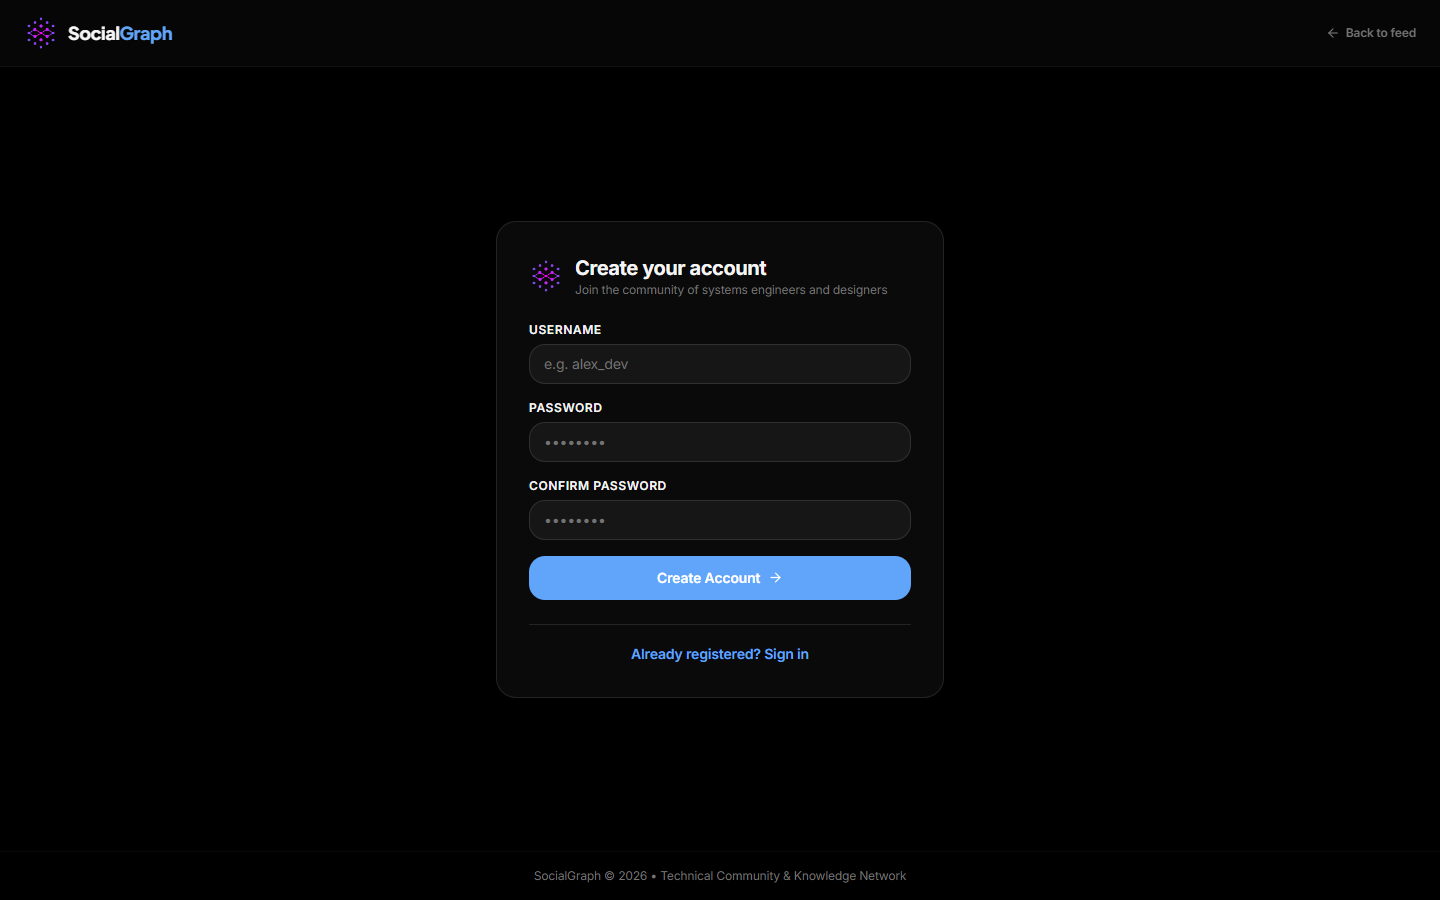 SocialGraph
Back to feed
Create your account
Join the community of systems engineers and designers
USERNAME
e.g. alex_dev
PASSWORD
••••••••
CONFIRM PASSWORD
••••••••
Create Account
Already registered? Sign in
SocialGraph © 2026 • Technical Community & Knowledge Network